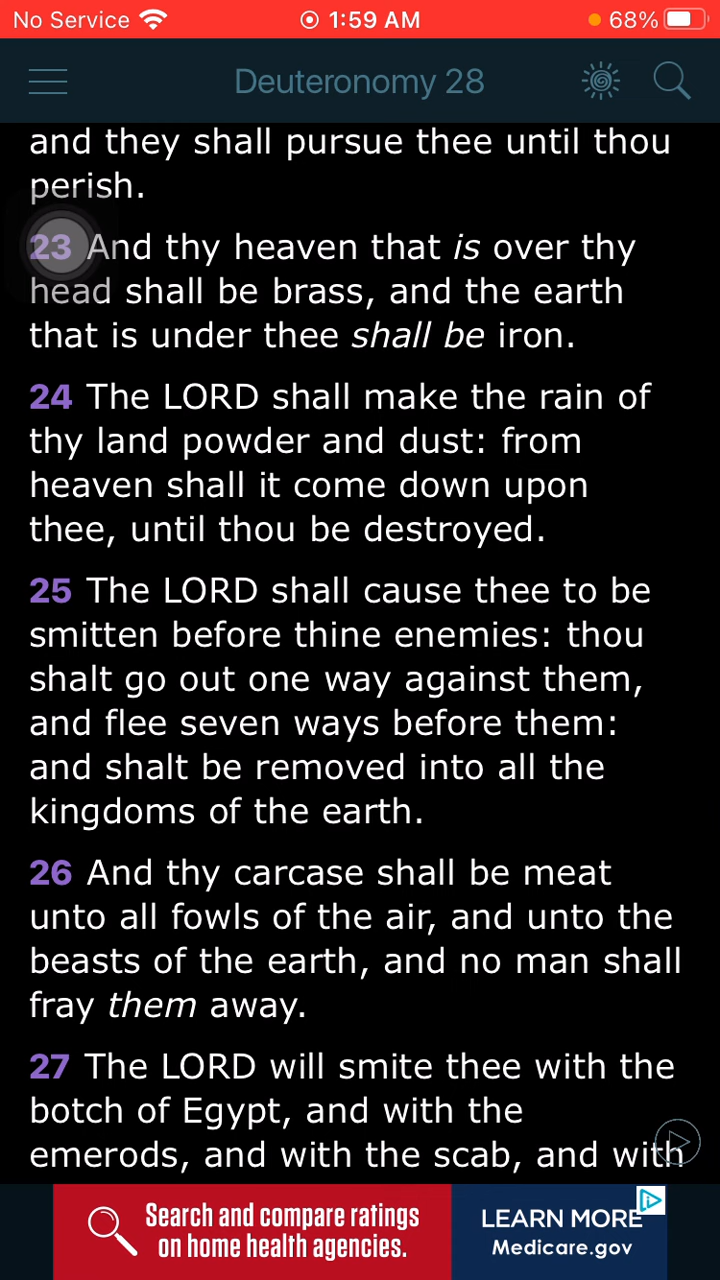 No Service 1:59 AM 68%
Deuteronomy 28
and they shall pursue thee until thou
perish.
23 And thy heaven that is over thy
head shall be brass, and the earth
that is under thee shall be iron.
24 The LORD shall make the rain of
thy land powder and dust: from
heaven shall it come down upon
thee, until thou be destroyed.
25 The LORD shall cause thee to be
smitten before thine enemies: thou
shalt go out one way against them,
and flee seven ways before them:
and shalt be removed into all the
kingdoms of the earth.
26 And thy carcase shall be meat
unto all fowls of the air, and unto the
beasts of the earth, and no man shall
fray them away.
27 The LORD will smite thee with the
botch of Egypt, and with the
emerods, and with the scab, and with
Search and compare ratings
on home health agencies.
LEARN MORE
Medicare.gov